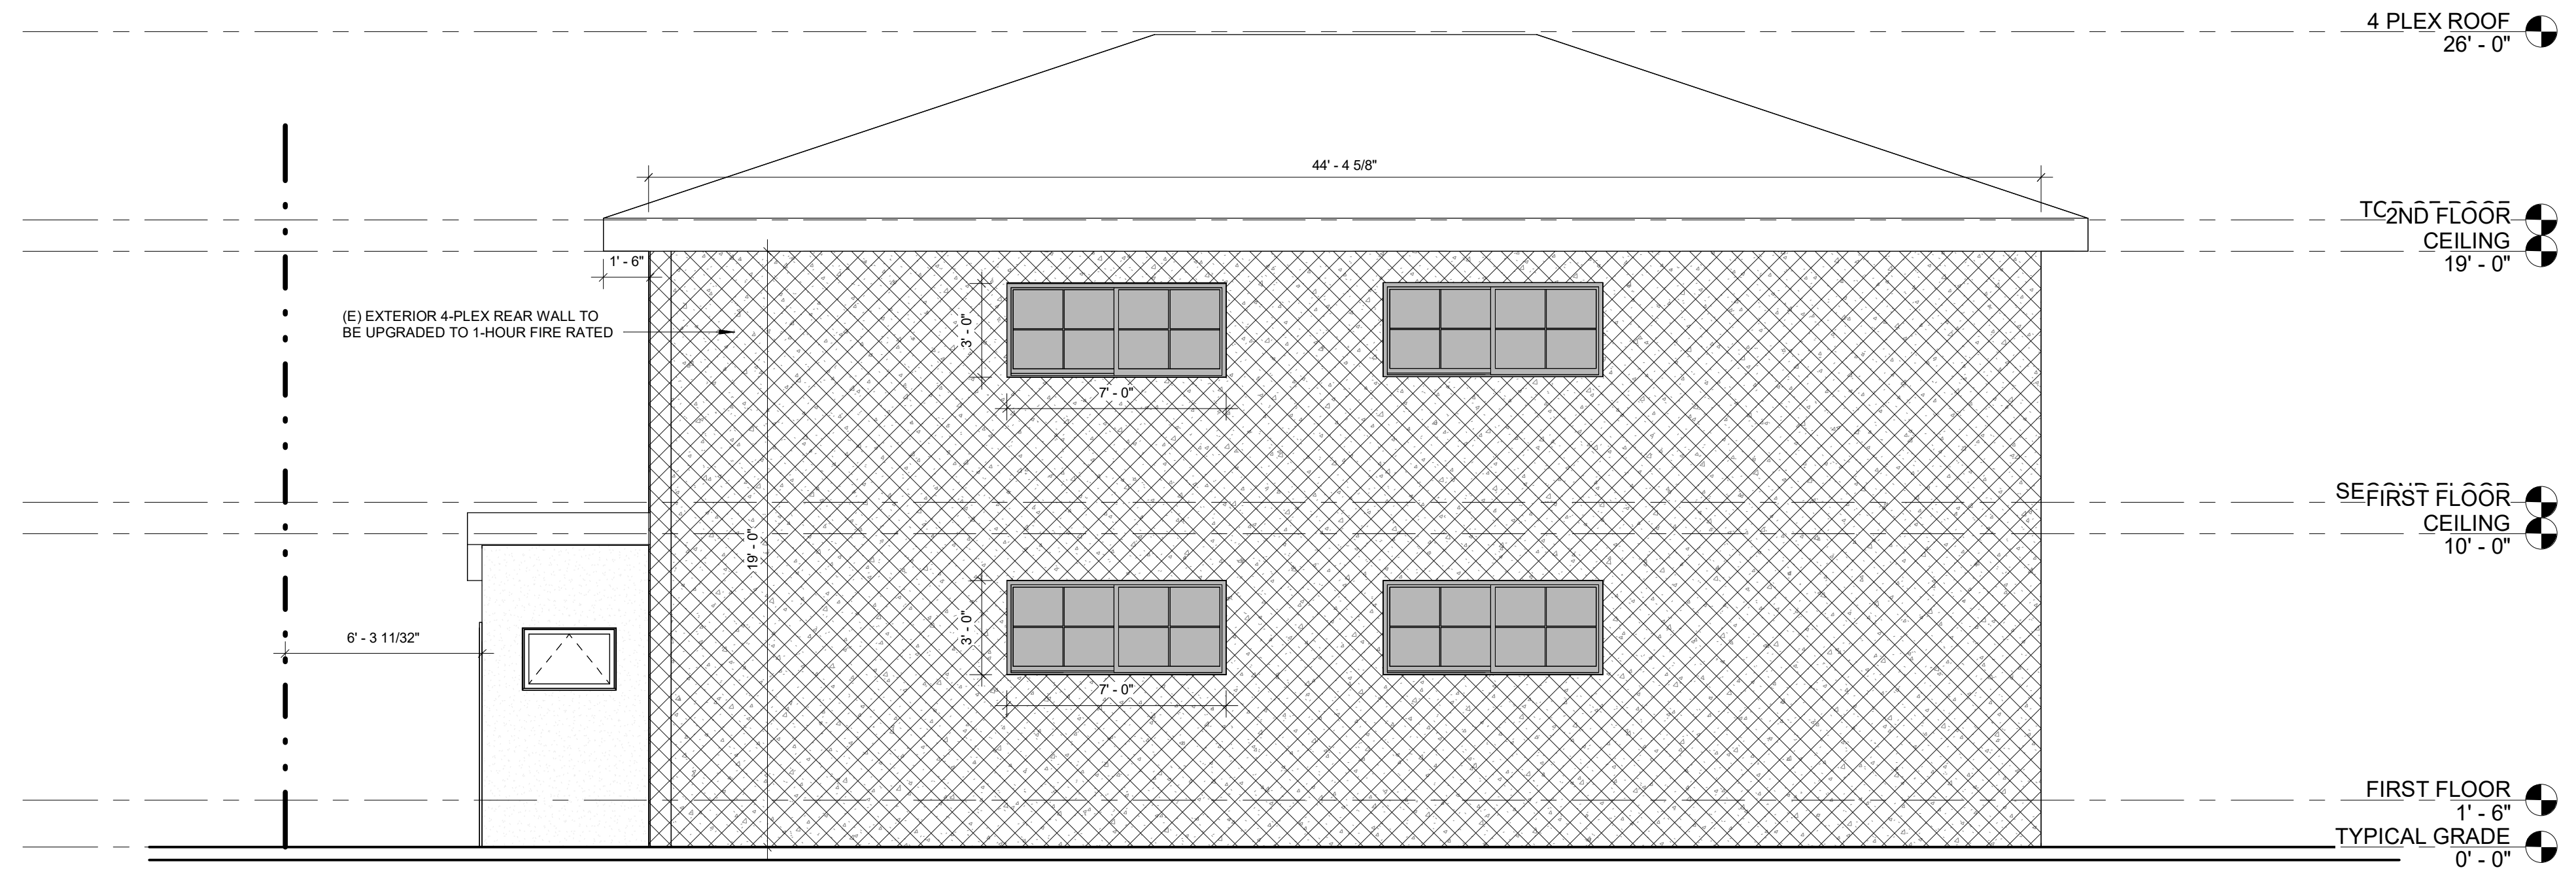 4 PLEX ROOF
26' - 0"
44' - 4 5/8"
2ND FLOOR
CEILING
19' - 0"
1' - 6"
(E) EXTERIOR 4-PLEX REAR WALL TO
BE UPGRADED TO 1-HOUR FIRE RATED
3' - 0"
7' - 0"
FIRST FLOOR
CEILING
10' - 0"
19' - 0"
3' - 0"
6' - 3 11/32"
7' - 0"
FIRST FLOOR
1' - 6"
TYPICAL GRADE
0' - 0"